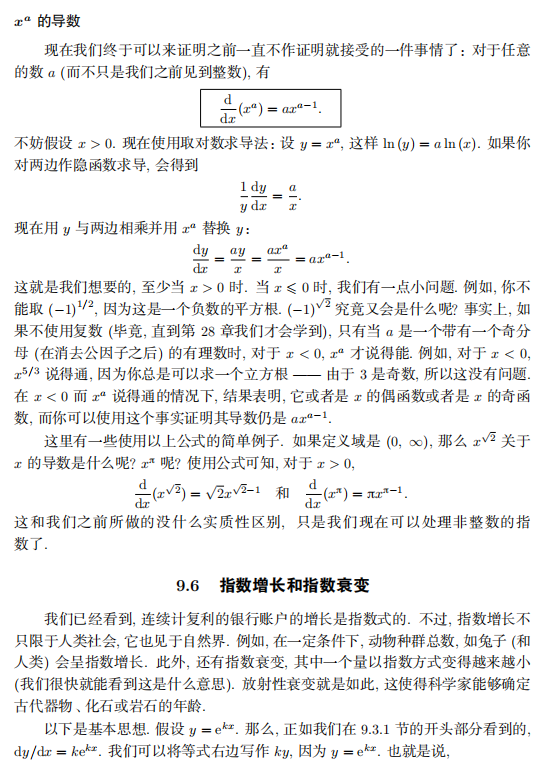 x^a 的导数
现在我们终于可以来证明之前一直不作证明就接受的一件事情了: 对于任意
的数 a (而不只是我们之前见到整数), 有
d/dx (x^a) = ax^{a−1}.
不妨假设 x > 0. 现在使用取对数求导法: 设 y = x^a, 这样 ln (y) = a ln (x). 如果你
对两边作隐函数求导, 会得到
1/y dy/dx = a/x.
现在用 y 与两边相乘并用 x^a 替换 y:
dy/dx = ay/x = ax^a/x = ax^{a−1}.
这就是我们想要的, 至少当 x > 0 时. 当 x ⩽ 0 时, 我们有一点小问题. 例如, 你不
能取 (−1)^{1/2}, 因为这是一个负数的平方根. (−1)^{√2} 究竟又会是什么呢? 事实上, 如
果不使用复数 (毕竟, 直到第 28 章我们才会学到), 只有当 a 是一个带有一个奇分
母 (在消去公因子之后) 的有理数时, 对于 x < 0, x^a 才说得能. 例如, 对于 x < 0,
x^{5/3} 说得通, 因为你总是可以求一个立方根 —— 由于 3 是奇数, 所以这没有问题.
在 x < 0 而 x^a 说得通的情况下, 结果表明, 它或者是 x 的偶函数或者是 x 的奇函
数, 而你可以使用这个事实证明其导数仍是 ax^{a−1}.
这里有一些使用以上公式的简单例子. 如果定义域是 (0, ∞), 那么 x^{√2} 关于
x 的导数是什么呢? x^π 呢? 使用公式可知, 对于 x > 0,
d/dx (x^{√2}) = √2x^{√2−1} 和 d/dx (x^π) = πx^{π−1}.
这和我们之前所做的没什么实质性区别, 只是我们现在可以处理非整数的指
数了.
9.6 指数增长和指数衰变
我们已经看到, 连续计复利的银行账户的增长是指数式的. 不过, 指数增长不
只限于人类社会, 它也见于自然界. 例如, 在一定条件下, 动物种群总数, 如兔子 (和
人类) 会呈指数增长. 此外, 还有指数衰变, 其中一个量以指数方式变得越来越小
(我们很快就能看到这是什么意思). 放射性衰变就是如此, 这使得科学家能够确定
古代器物、化石或岩石的年龄.
以下是基本思想. 假设 y = e^{kx}. 那么, 正如我们在 9.3.1 节的开头部分看到的,
dy/dx = ke^{kx}. 我们可以将等式右边写作 ky, 因为 y = e^{kx}. 也就是说,